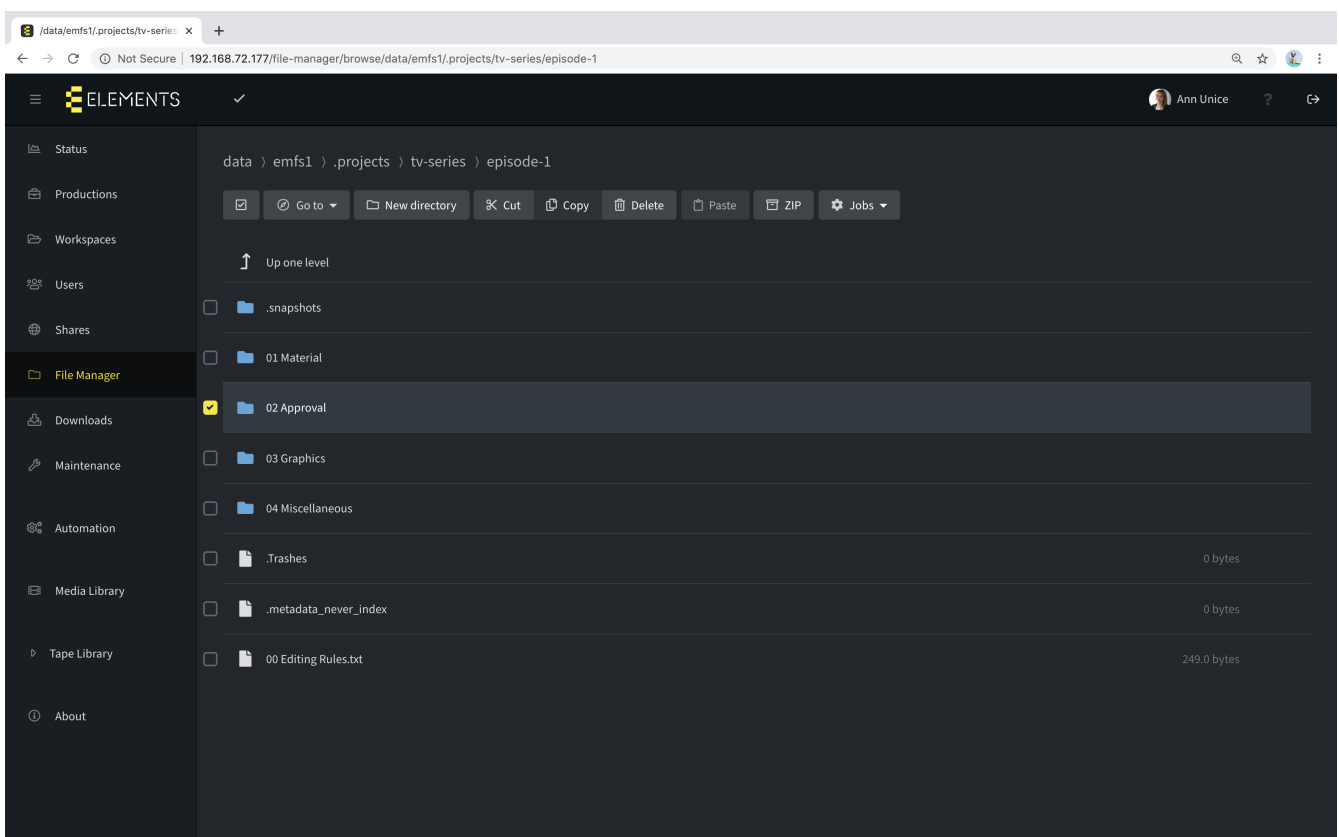 /data/emfs1/.projects/tv-series
Not Secure | 192.168.72.177/file-manager/browse/data/emfs1/.projects/tv-series/episode-1
ELEMENTS
Ann Unice ?
Status
Productions
Workspaces
Users
Shares
File Manager
Downloads
Maintenance
Automation
Media Library
Tape Library
About
data > emfs1 > .projects > tv-series > episode-1
Go to New directory Cut Copy Delete Paste ZIP Jobs
Up one level
.snapshots
01 Material
02 Approval
03 Graphics
04 Miscellaneous
.Trashes 0 bytes
.metadata_never_index 0 bytes
00 Editing Rules.txt 249.0 bytes